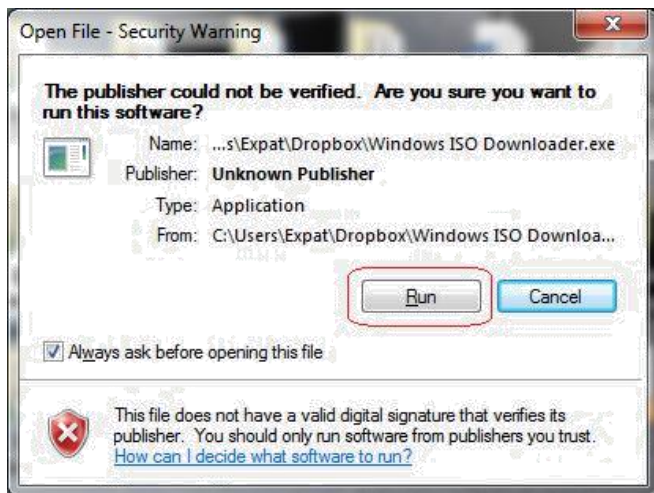 Open File - Security Warning
The publisher could not be verified. Are you sure you want to
run this software?
Name: ...s\Expat\Dropbox\Windows ISO Downloader.exe
Publisher: Unknown Publisher
Type: Application
From: C:\Users\Expat\Dropbox\Windows ISO Downloa...
Run Cancel
Always ask before opening this file
This file does not have a valid digital signature that verifies its
publisher. You should only run software from publishers you trust.
How can I decide what software to run?